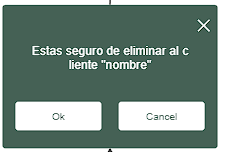 Estas seguro de eliminar al c
liente "nombre"
Ok
Cancel